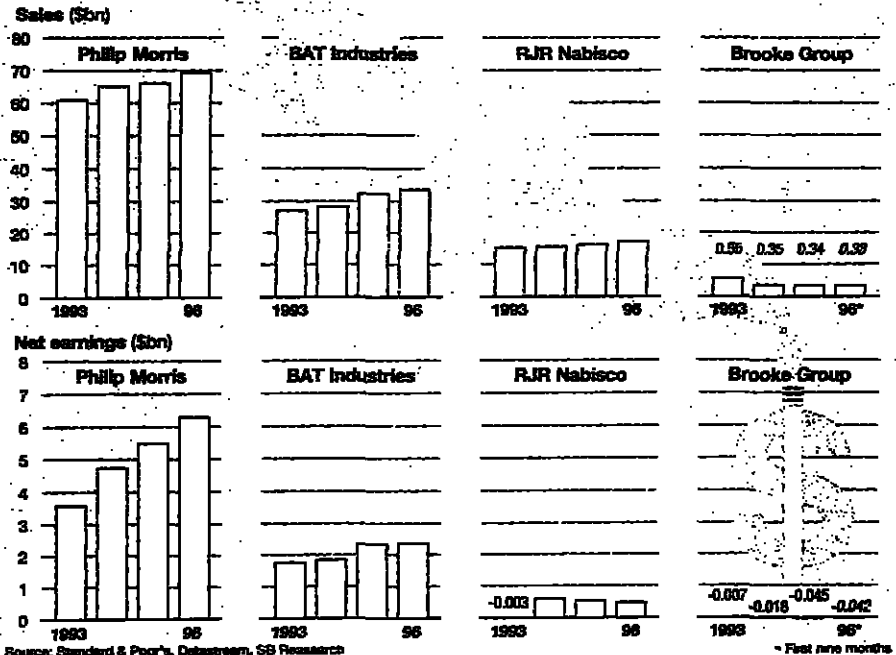 Sales ($bn)
80
Philip Morris BAT Industries RJR Nabisco Brooke Group
70
60
50
40
30
20
0.56 0.35 0.34
10
0
1993 96 1993 96 1993 96 1993 96*
Net earnings ($bn)
8
Philip Morris BAT Industries RJR Nabisco Brooke Group
7
6
5
4
3
2
1
-0.003 -0.007 -0.018 -0.045 -0.042
0
1993 96 1993 96 1993 96 1993 96*
Source: Standard & Poor's, Datastream, SB Research * First nine months